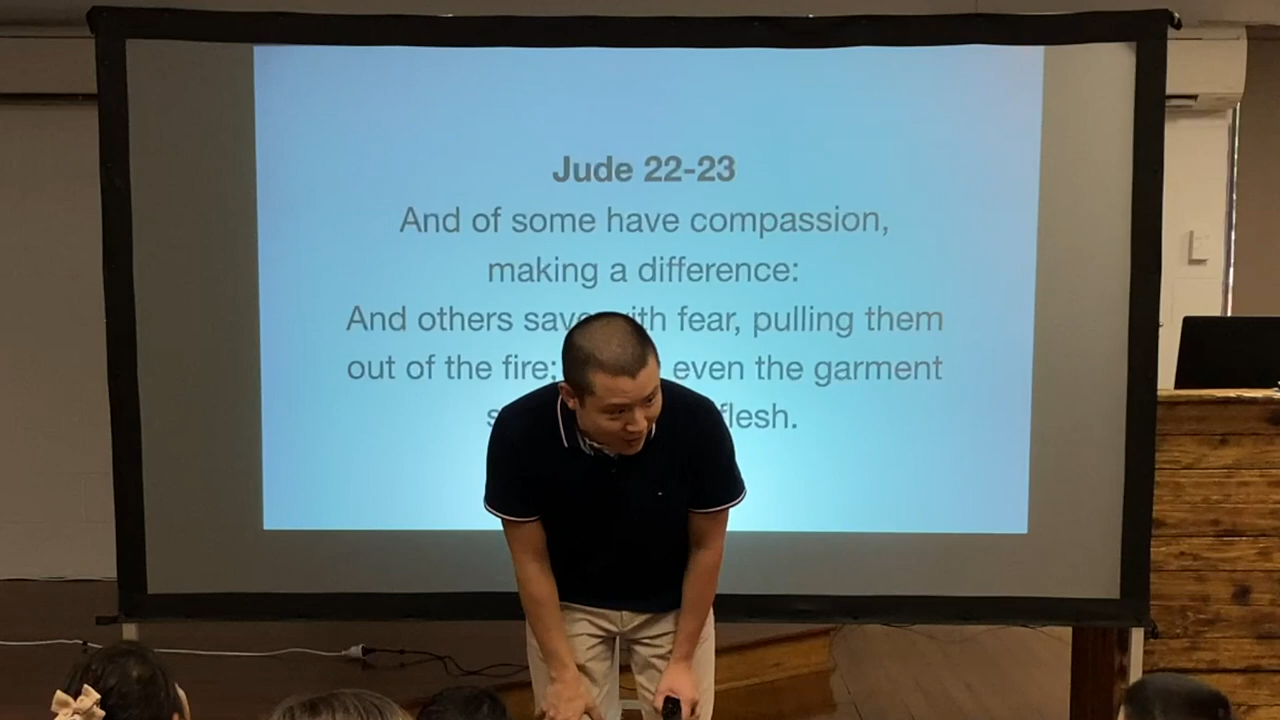 Jude 22-23
And of some have compassion,
making a difference:
And others save with fear, pulling them
out of the fire; even the garment
flesh.